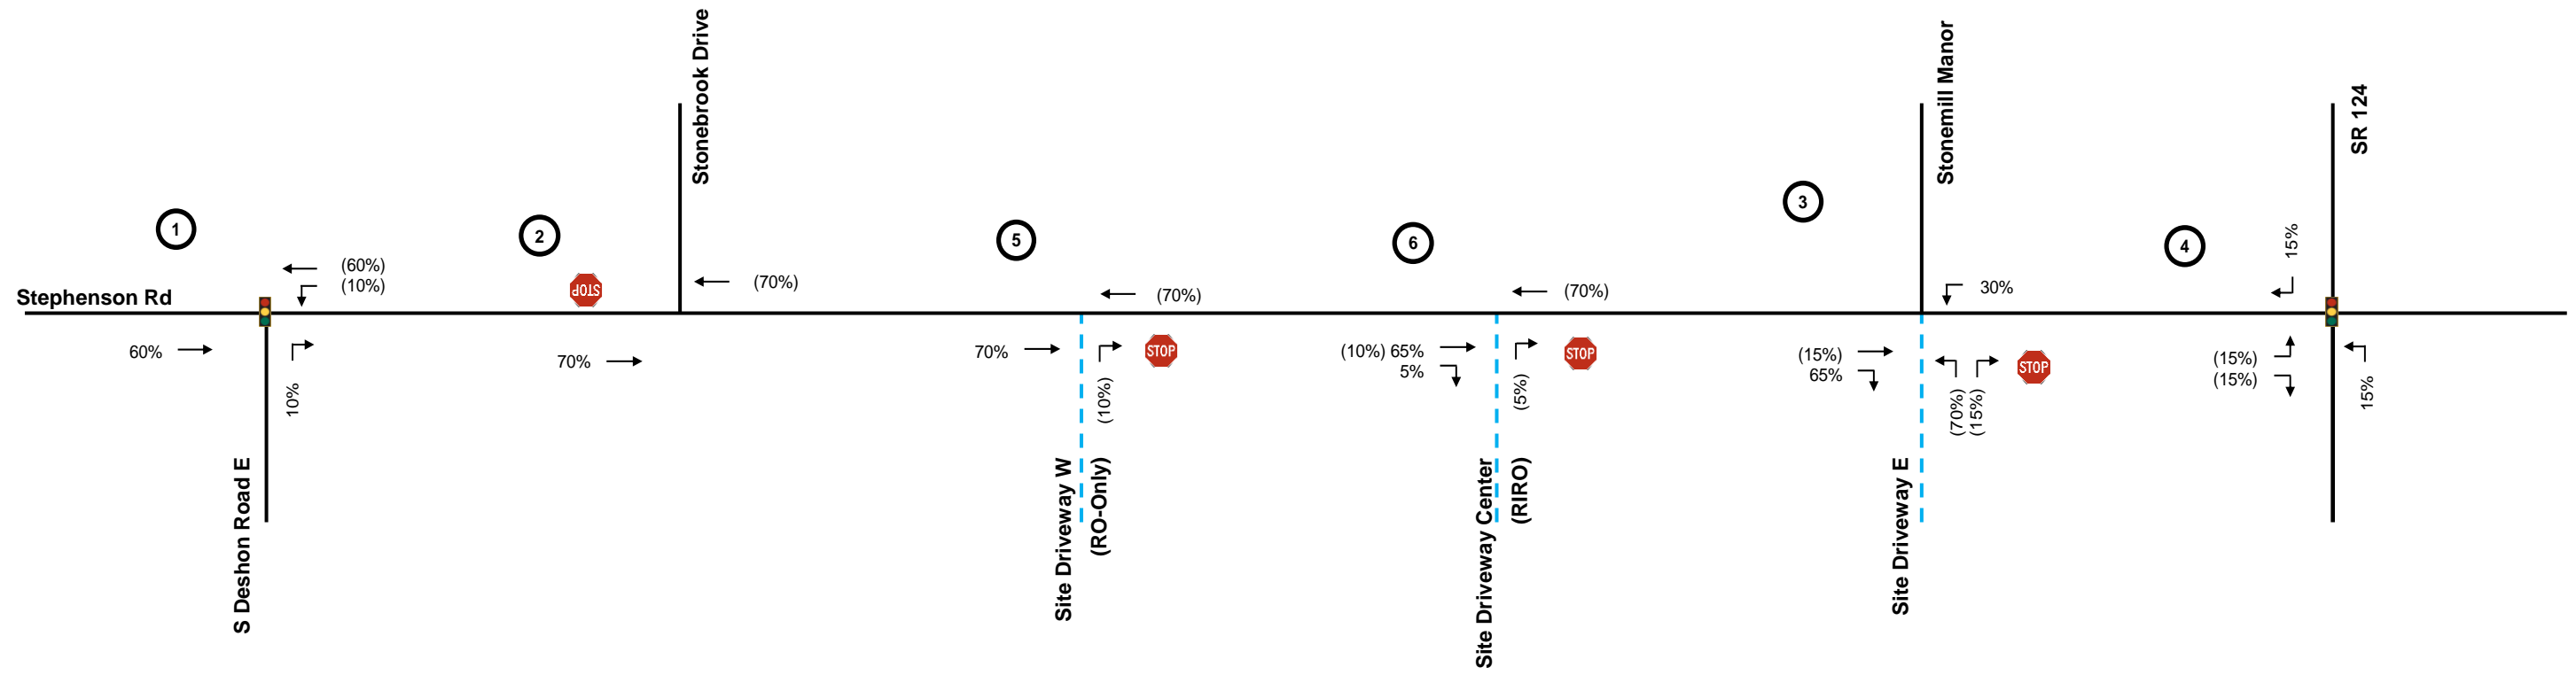 Stonebrook Drive
Stonemill Manor
SR 124
1
2
5
6
3
4
Stephenson Rd
(60%)
(10%)
STOP
(70%)
(70%)
(70%)
30%
15%
60%
10%
70%
70%
(10%)
STOP
(10%) 65%
5%
(5%)
STOP
(15%)
65%
(70%)
(15%)
STOP
(15%)
(15%)
15%
S Deshon Road E
Site Driveway W
(RO-Only)
Site Driveway Center
(RIRO)
Site Driveway E